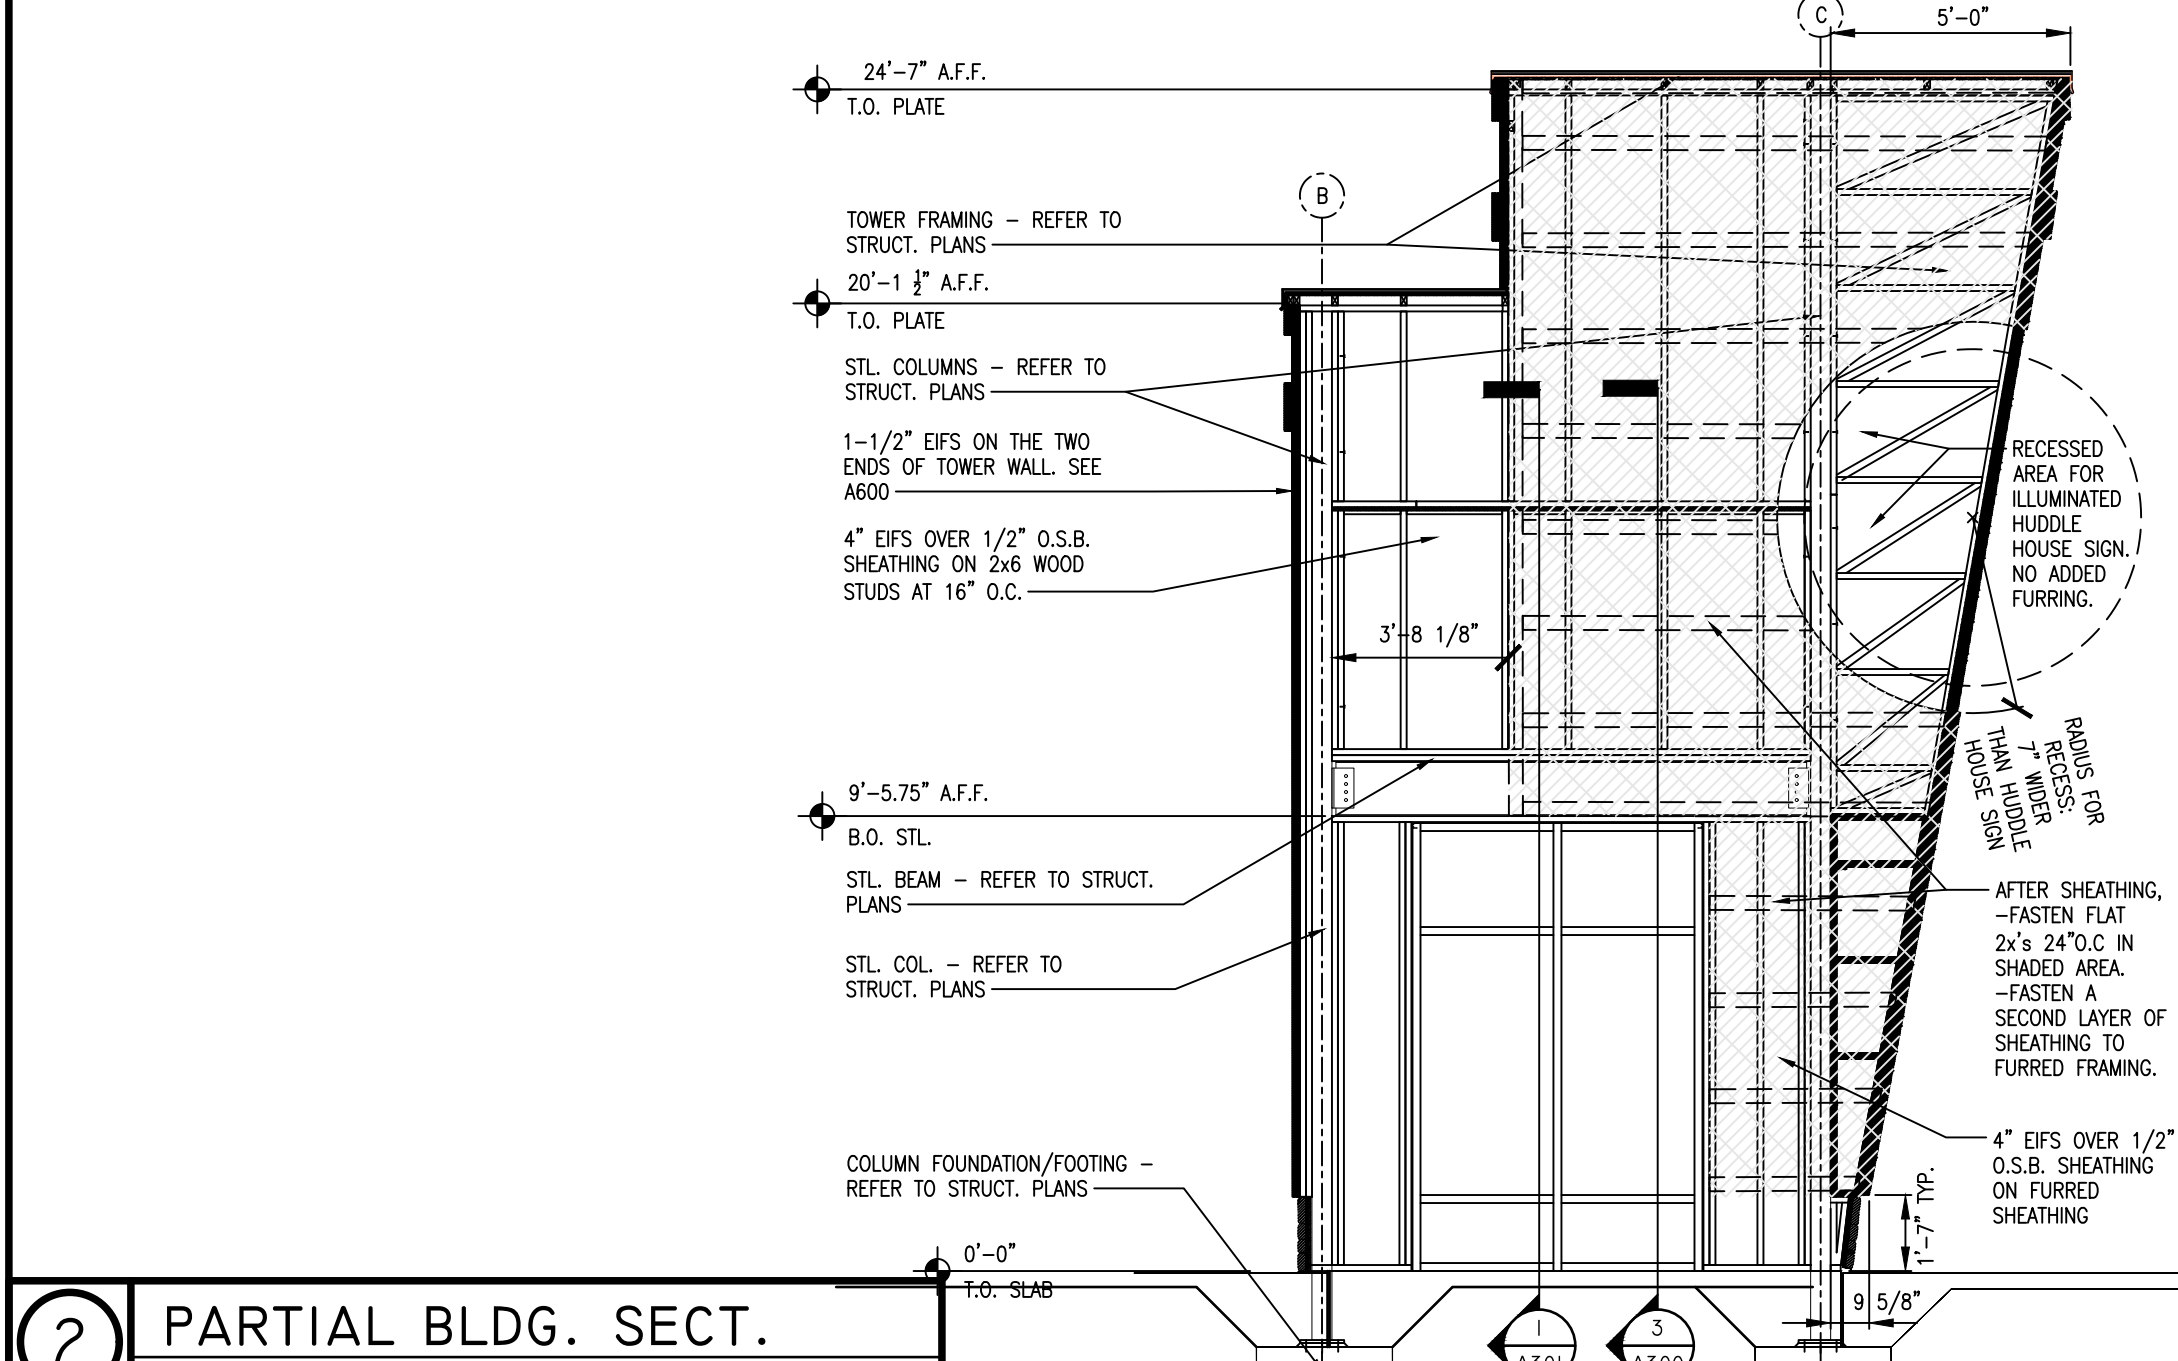 C
5'-0"
24'-7" A.F.F.
T.O. PLATE
B
TOWER FRAMING - REFER TO
STRUCT. PLANS
20'-1 ½" A.F.F.
T.O. PLATE
STL. COLUMNS - REFER TO
STRUCT. PLANS
1-1/2" EIFS ON THE TWO
ENDS OF TOWER WALL. SEE
A600
4" EIFS OVER 1/2" O.S.B.
SHEATHING ON 2x6 WOOD
STUDS AT 16" O.C.
RECESSED
AREA FOR
ILLUMINATED
HUDDLE
HOUSE SIGN.
NO ADDED
FURRING.
3'-8 1/8"
RADIUS FOR
RECESS:
7" WIDER
THAN HUDDLE
HOUSE SIGN
9'-5.75" A.F.F.
B.O. STL.
STL. BEAM - REFER TO STRUCT.
PLANS
STL. COL. - REFER TO
STRUCT. PLANS
AFTER SHEATHING,
-FASTEN FLAT
2x's 24"O.C IN
SHADED AREA.
-FASTEN A
SECOND LAYER OF
SHEATHING TO
FURRED FRAMING.
4" EIFS OVER 1/2"
O.S.B. SHEATHING
ON FURRED
SHEATHING
COLUMN FOUNDATION/FOOTING -
REFER TO STRUCT. PLANS
1'-7" TYP.
0'-0"
T.O. SLAB
9 5/8"
1
3
2
PARTIAL BLDG. SECT.